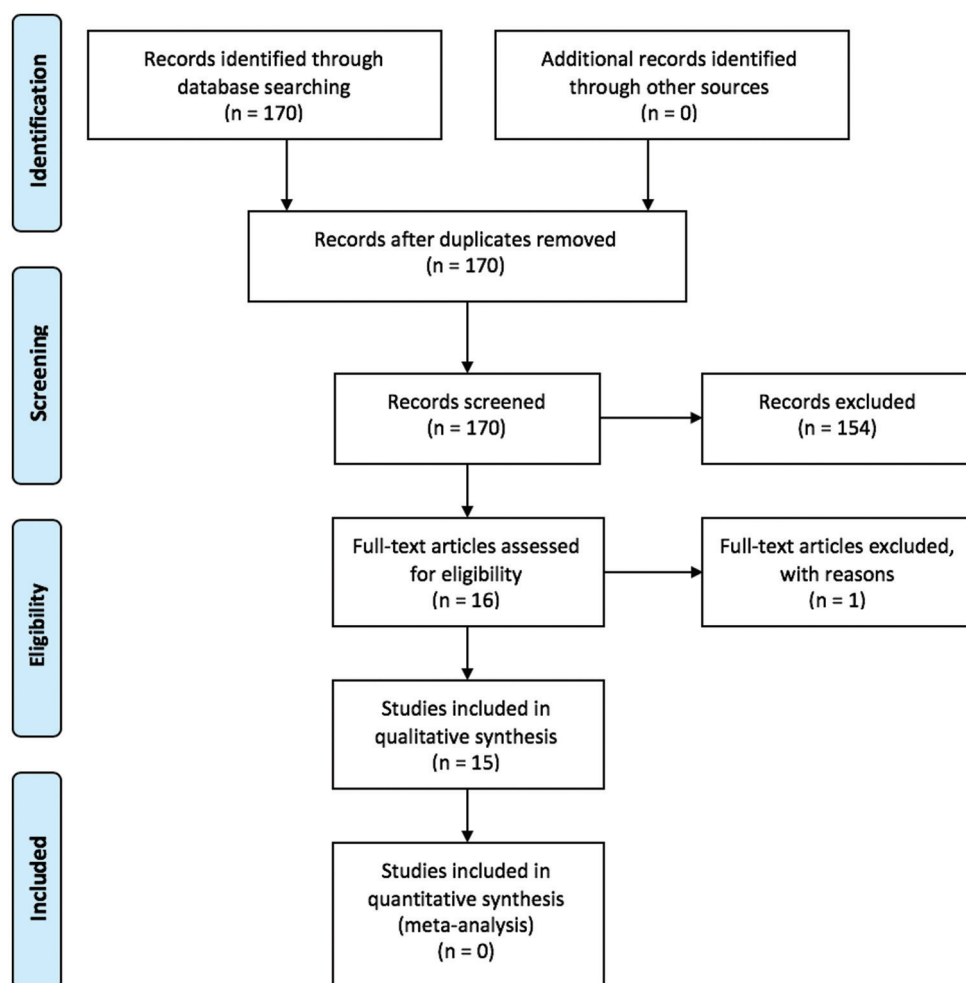 Identification
Records identified through
database searching
(n = 170)
Additional records identified
through other sources
(n = 0)
Records after duplicates removed
(n = 170)
Screening
Records screened
(n = 170)
Records excluded
(n = 154)
Eligibility
Full-text articles assessed
for eligibility
(n = 16)
Full-text articles excluded,
with reasons
(n = 1)
Studies included in
qualitative synthesis
(n = 15)
Included
Studies included in
quantitative synthesis
(meta-analysis)
(n = 0)